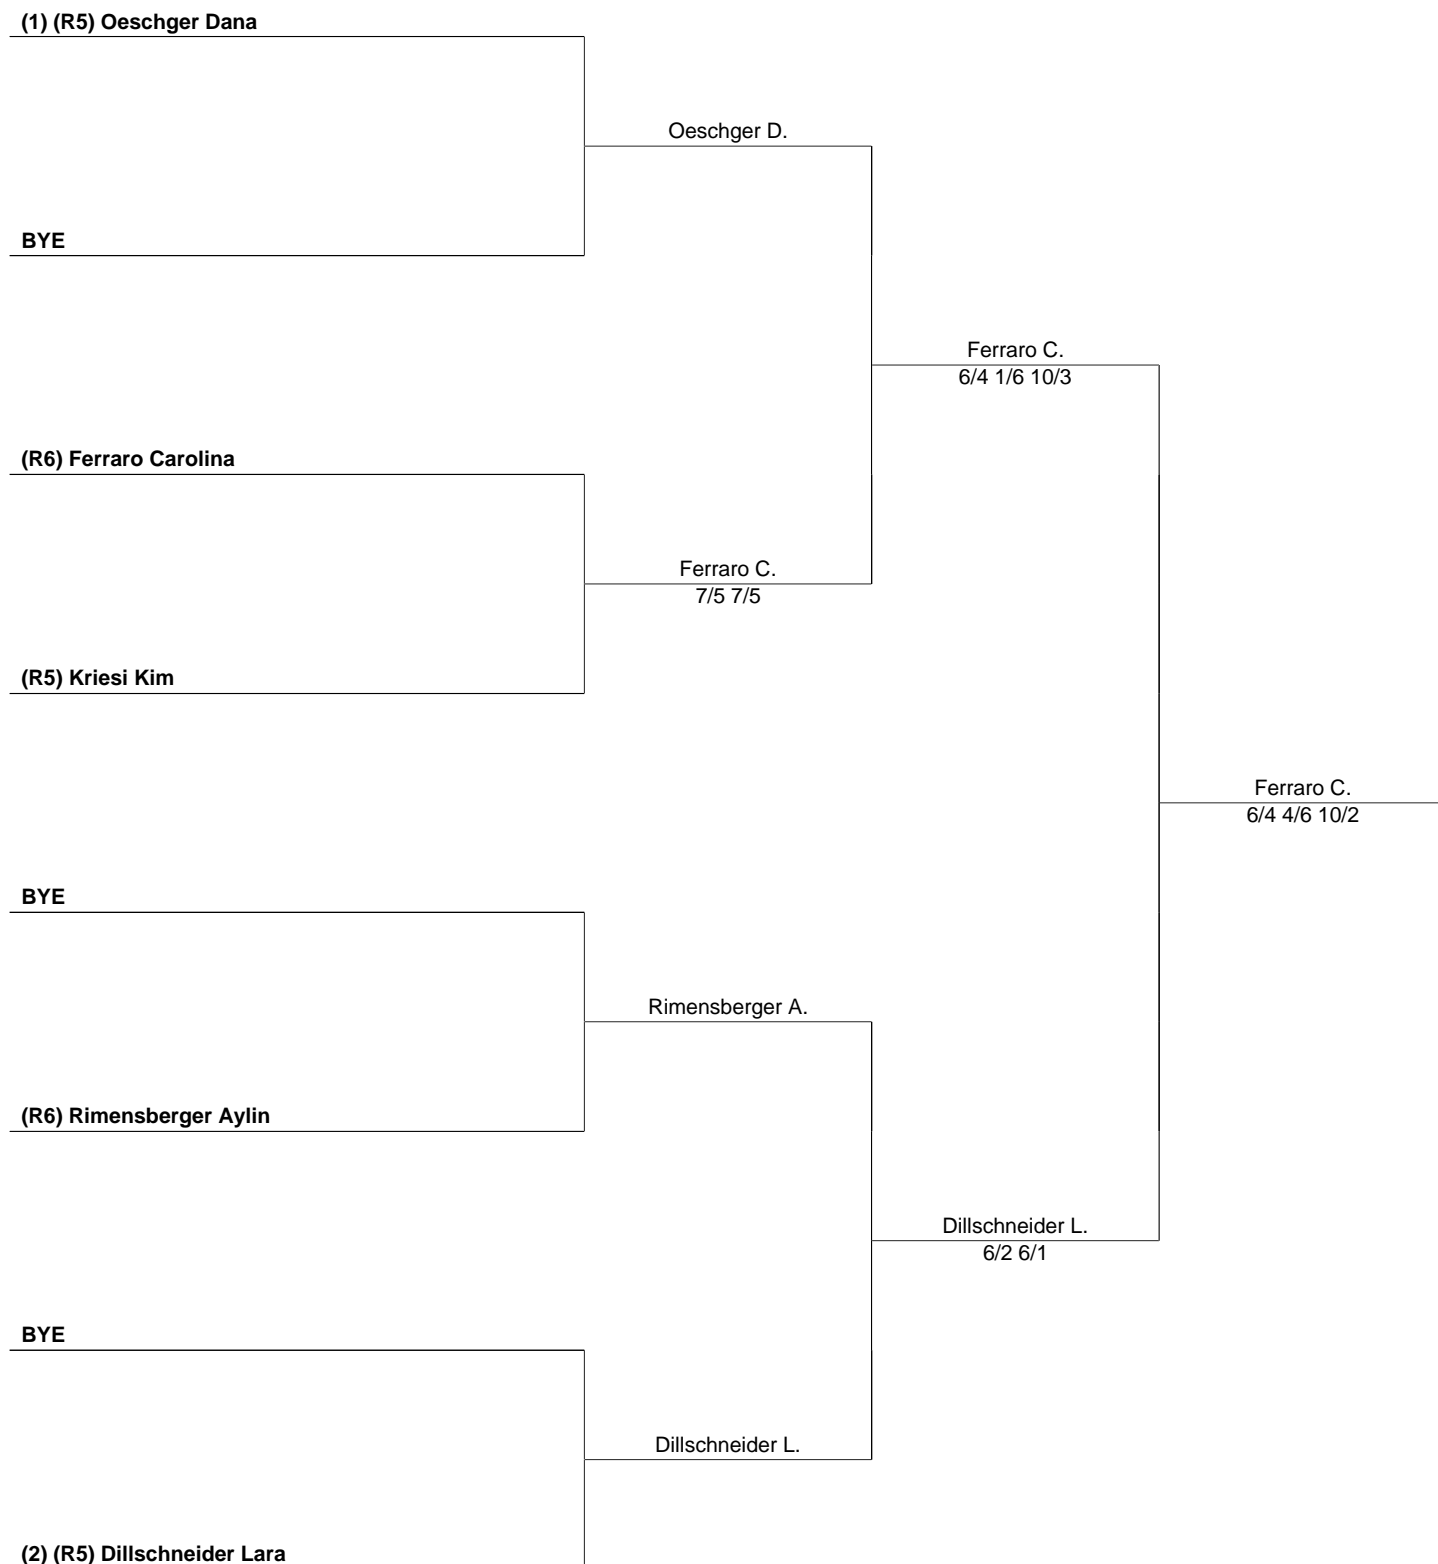 (1) (R5) Oeschger Dana
Oeschger D.
BYE
Ferraro C.
6/4 1/6 10/3
(R6) Ferraro Carolina
Ferraro C.
7/5 7/5
(R5) Kriesi Kim
Ferraro C.
6/4 4/6 10/2
BYE
Rimensberger A.
(R6) Rimensberger Aylin
Dillschneider L.
6/2 6/1
BYE
Dillschneider L.
(2) (R5) Dillschneider Lara